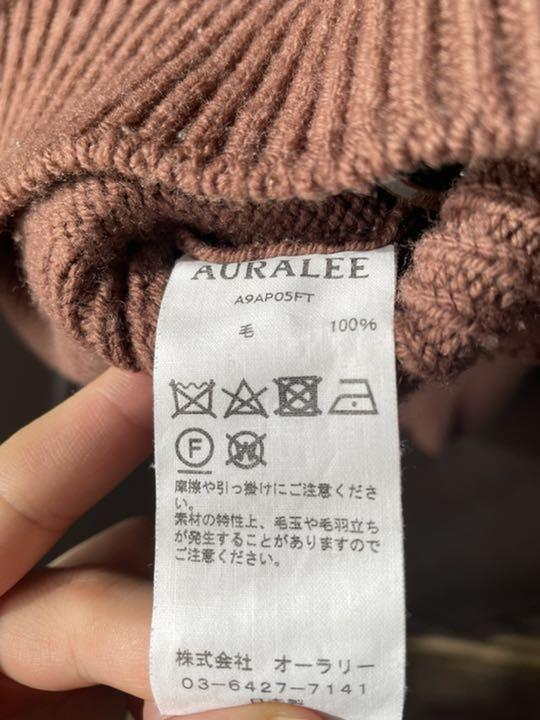 AURALEE
A9AP05FT
毛 100%
F
W
摩擦や引っ掛けにご注意くださ
い。
素材の特性上、毛玉や毛羽立ち
が発生することがありますので
ご注意ください。
株式会社 オーラリー
03-6427-7141